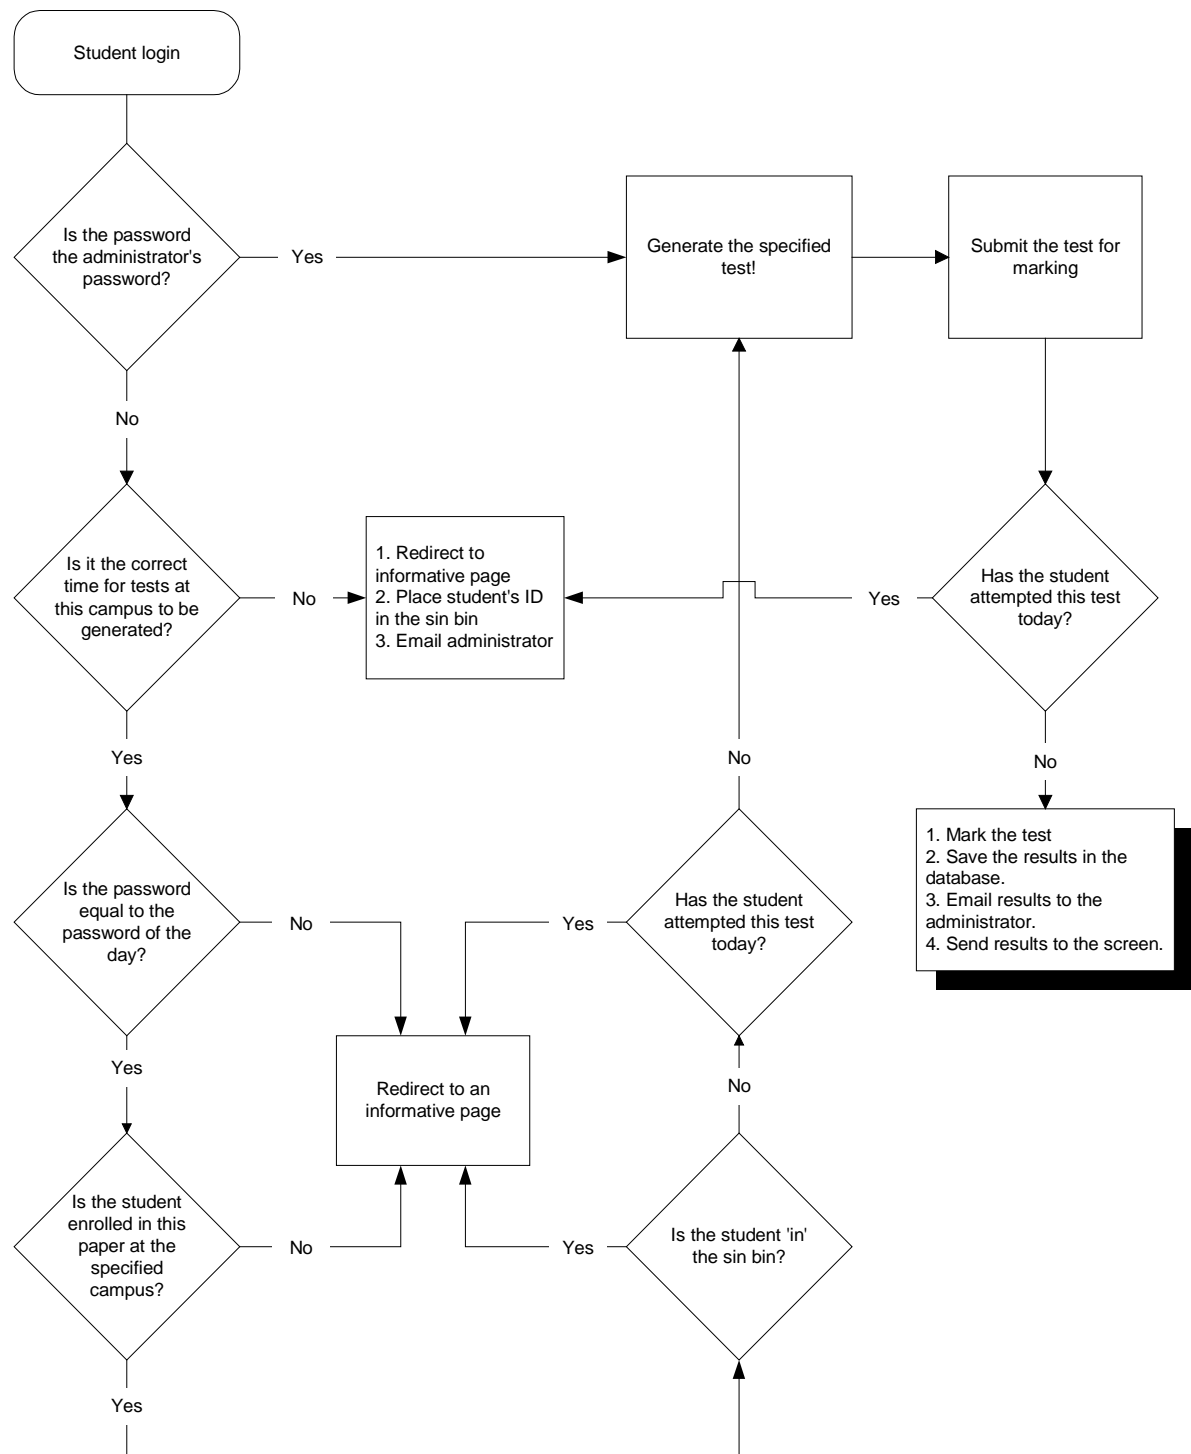 Student login
Is the password
the administrator's
password?
Yes
Generate the specified
test!
Submit the test for
marking
No
Is it the correct
time for tests at
this campus to be
generated?
No
1. Redirect to
informative page
2. Place student's ID
in the sin bin
3. Email administrator
Yes
Has the student
attempted this test
today?
Yes
No
No
1. Mark the test
2. Save the results in the
database.
3. Email results to the
administrator.
4. Send results to the screen.
Is the password
equal to the
password of the
day?
No
Yes
Has the student
attempted this test
today?
Yes
Redirect to an
informative page
No
Is the student
enrolled in this
paper at the
specified
campus?
No
Yes
Is the student 'in'
the sin bin?
Yes